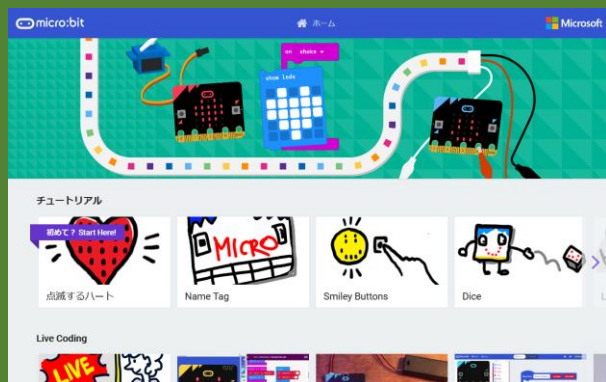 micro:bit
ホーム
Microsoft
on shake
show leds
チュートリアル
初めて？ Start Here!
MICRO
点滅するハート
Name Tag
Smiley Buttons
Dice
Live Coding
LIVE